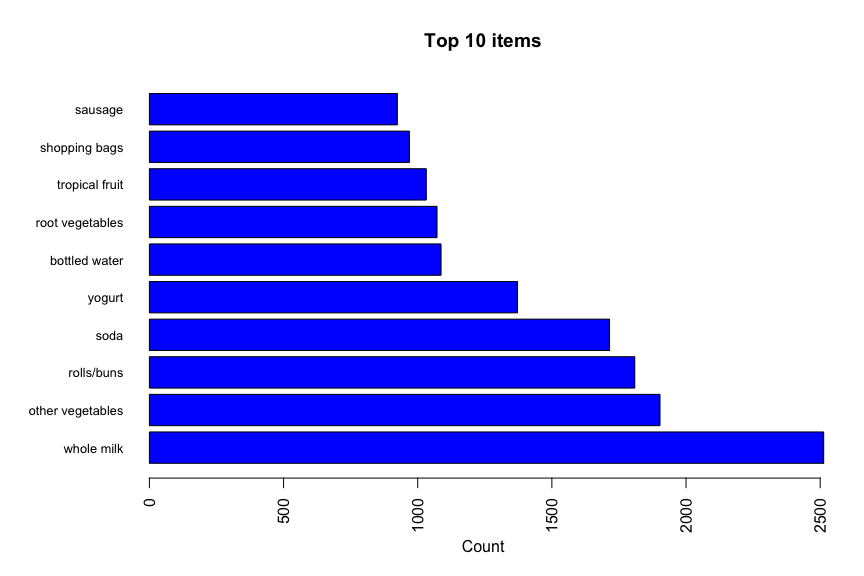 Top 10 items
sausage
shopping bags
tropical fruit
root vegetables
bottled water
yogurt
soda
rolls/buns
other vegetables
whole milk
0 500 1000 1500 2000 2500
Count